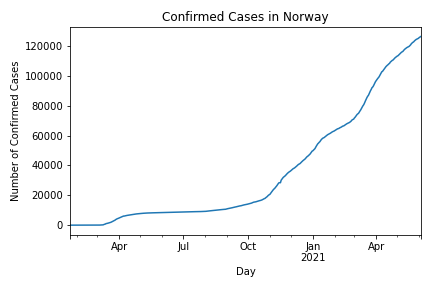 Confirmed Cases in Norway
120000
100000
80000
60000
40000
20000
0
Number of Confirmed Cases
Apr
Jul
Oct
Jan
2021
Apr
Day